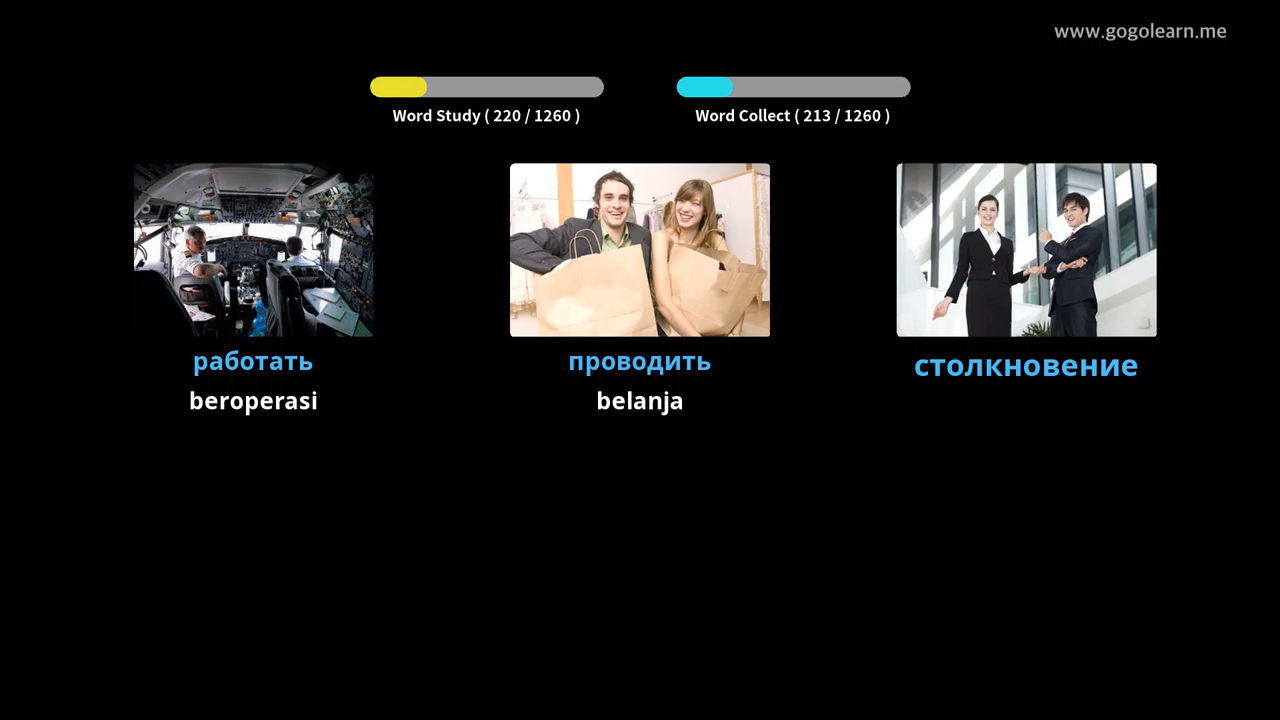 www.gogolearn.me
Word Study ( 220 / 1260 )
Word Collect ( 213 / 1260 )
работать
проводить
столкновение
beroperasi
belanja